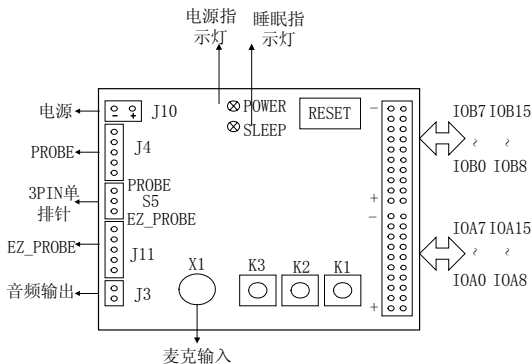 电源指
示灯
睡眠指
示灯
电源
- +
J10
POWER
SLEEP
RESET
-
IOB7 IOB15
~ ~
IOB0 IOB8
PROBE
J4
3PIN单
排针
PROBE
S5
EZ_PROBE
+
-
EZ_PROBE
J11
IOA7 IOA15
~ ~
IOA0 IOA8
音频输出
J3
X1
K3
K2
K1
+
麦克输入